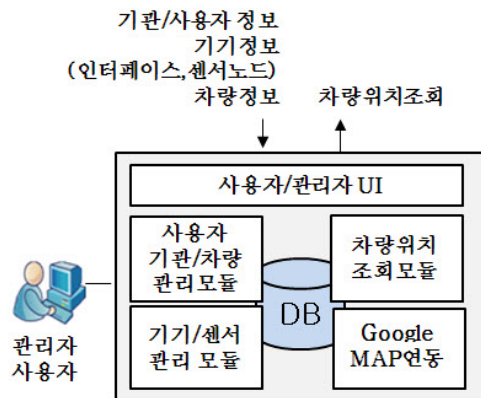 기관/사용자 정보
기기정보
(인터페이스,센서노드)
차량정보
차량위치조회
사용자/관리자 UI
사용자
기관/차량
관리모듈
차량위치
조회모듈
DB
기기/센서
관리 모듈
Google
MAP연동
관리자
사용자